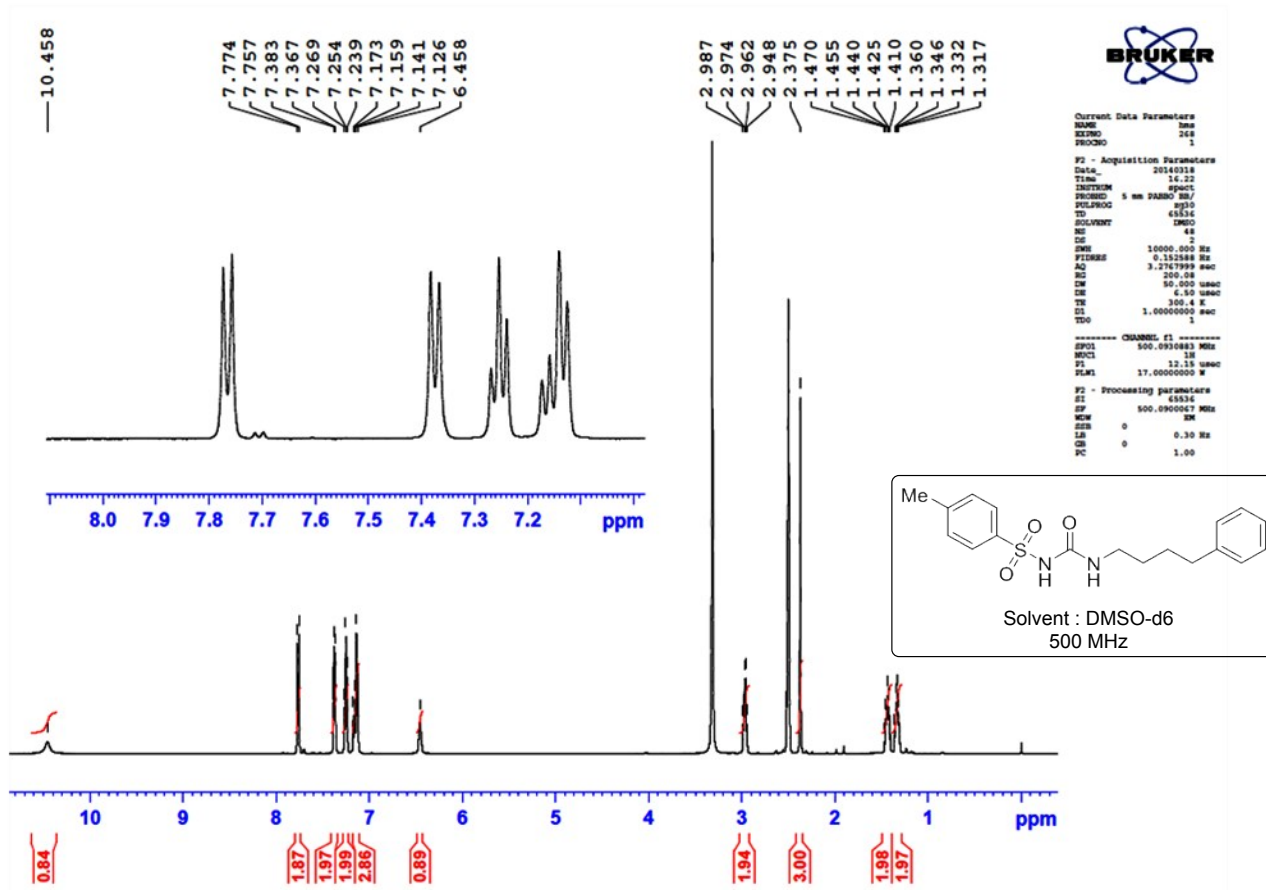 10.458
7.774
7.757
7.383
7.367
7.269
7.254
7.239
7.173
7.159
7.141
7.126
6.458
2.987
2.974
2.962
2.948
2.375
1.470
1.455
1.440
1.425
1.410
1.360
1.346
1.332
1.317
BRUKER
Current Data Parameters
NAME hms
EXPNO 268
PROCNO 1
F2 - Acquisition Parameters
Date_ 20140318
Time 16.22
INSTRUM spect
PROBHD 5 mm PABBO BB/
PULPROG zg30
TD 65536
SOLVENT DMSO
NS 48
DS 2
SWH 10000.000 Hz
FIDRES 0.152588 Hz
AQ 3.2767999 sec
RG 200.08
DW 50.000 usec
DE 6.50 usec
TE 300.4 K
D1 1.00000000 sec
TD0 1
======== CHANNEL f1 ========
SFO1 500.0930883 MHz
NUC1 1H
P1 12.15 usec
PLW1 17.00000000 W
F2 - Processing parameters
SI 65536
SF 500.0900067 MHz
WDW EM
SSB 0
LB 0.30 Hz
GB 0
PC 1.00
8.0 7.9 7.8 7.7 7.6 7.5 7.4 7.3 7.2 ppm
Me
O
O
S
O
N
H
N
H
Solvent : DMSO-d6
500 MHz
10 9 8 7 6 5 4 3 2 1 ppm
0.84
1.87
1.97
1.99
2.86
0.89
1.94
3.00
1.98
1.97